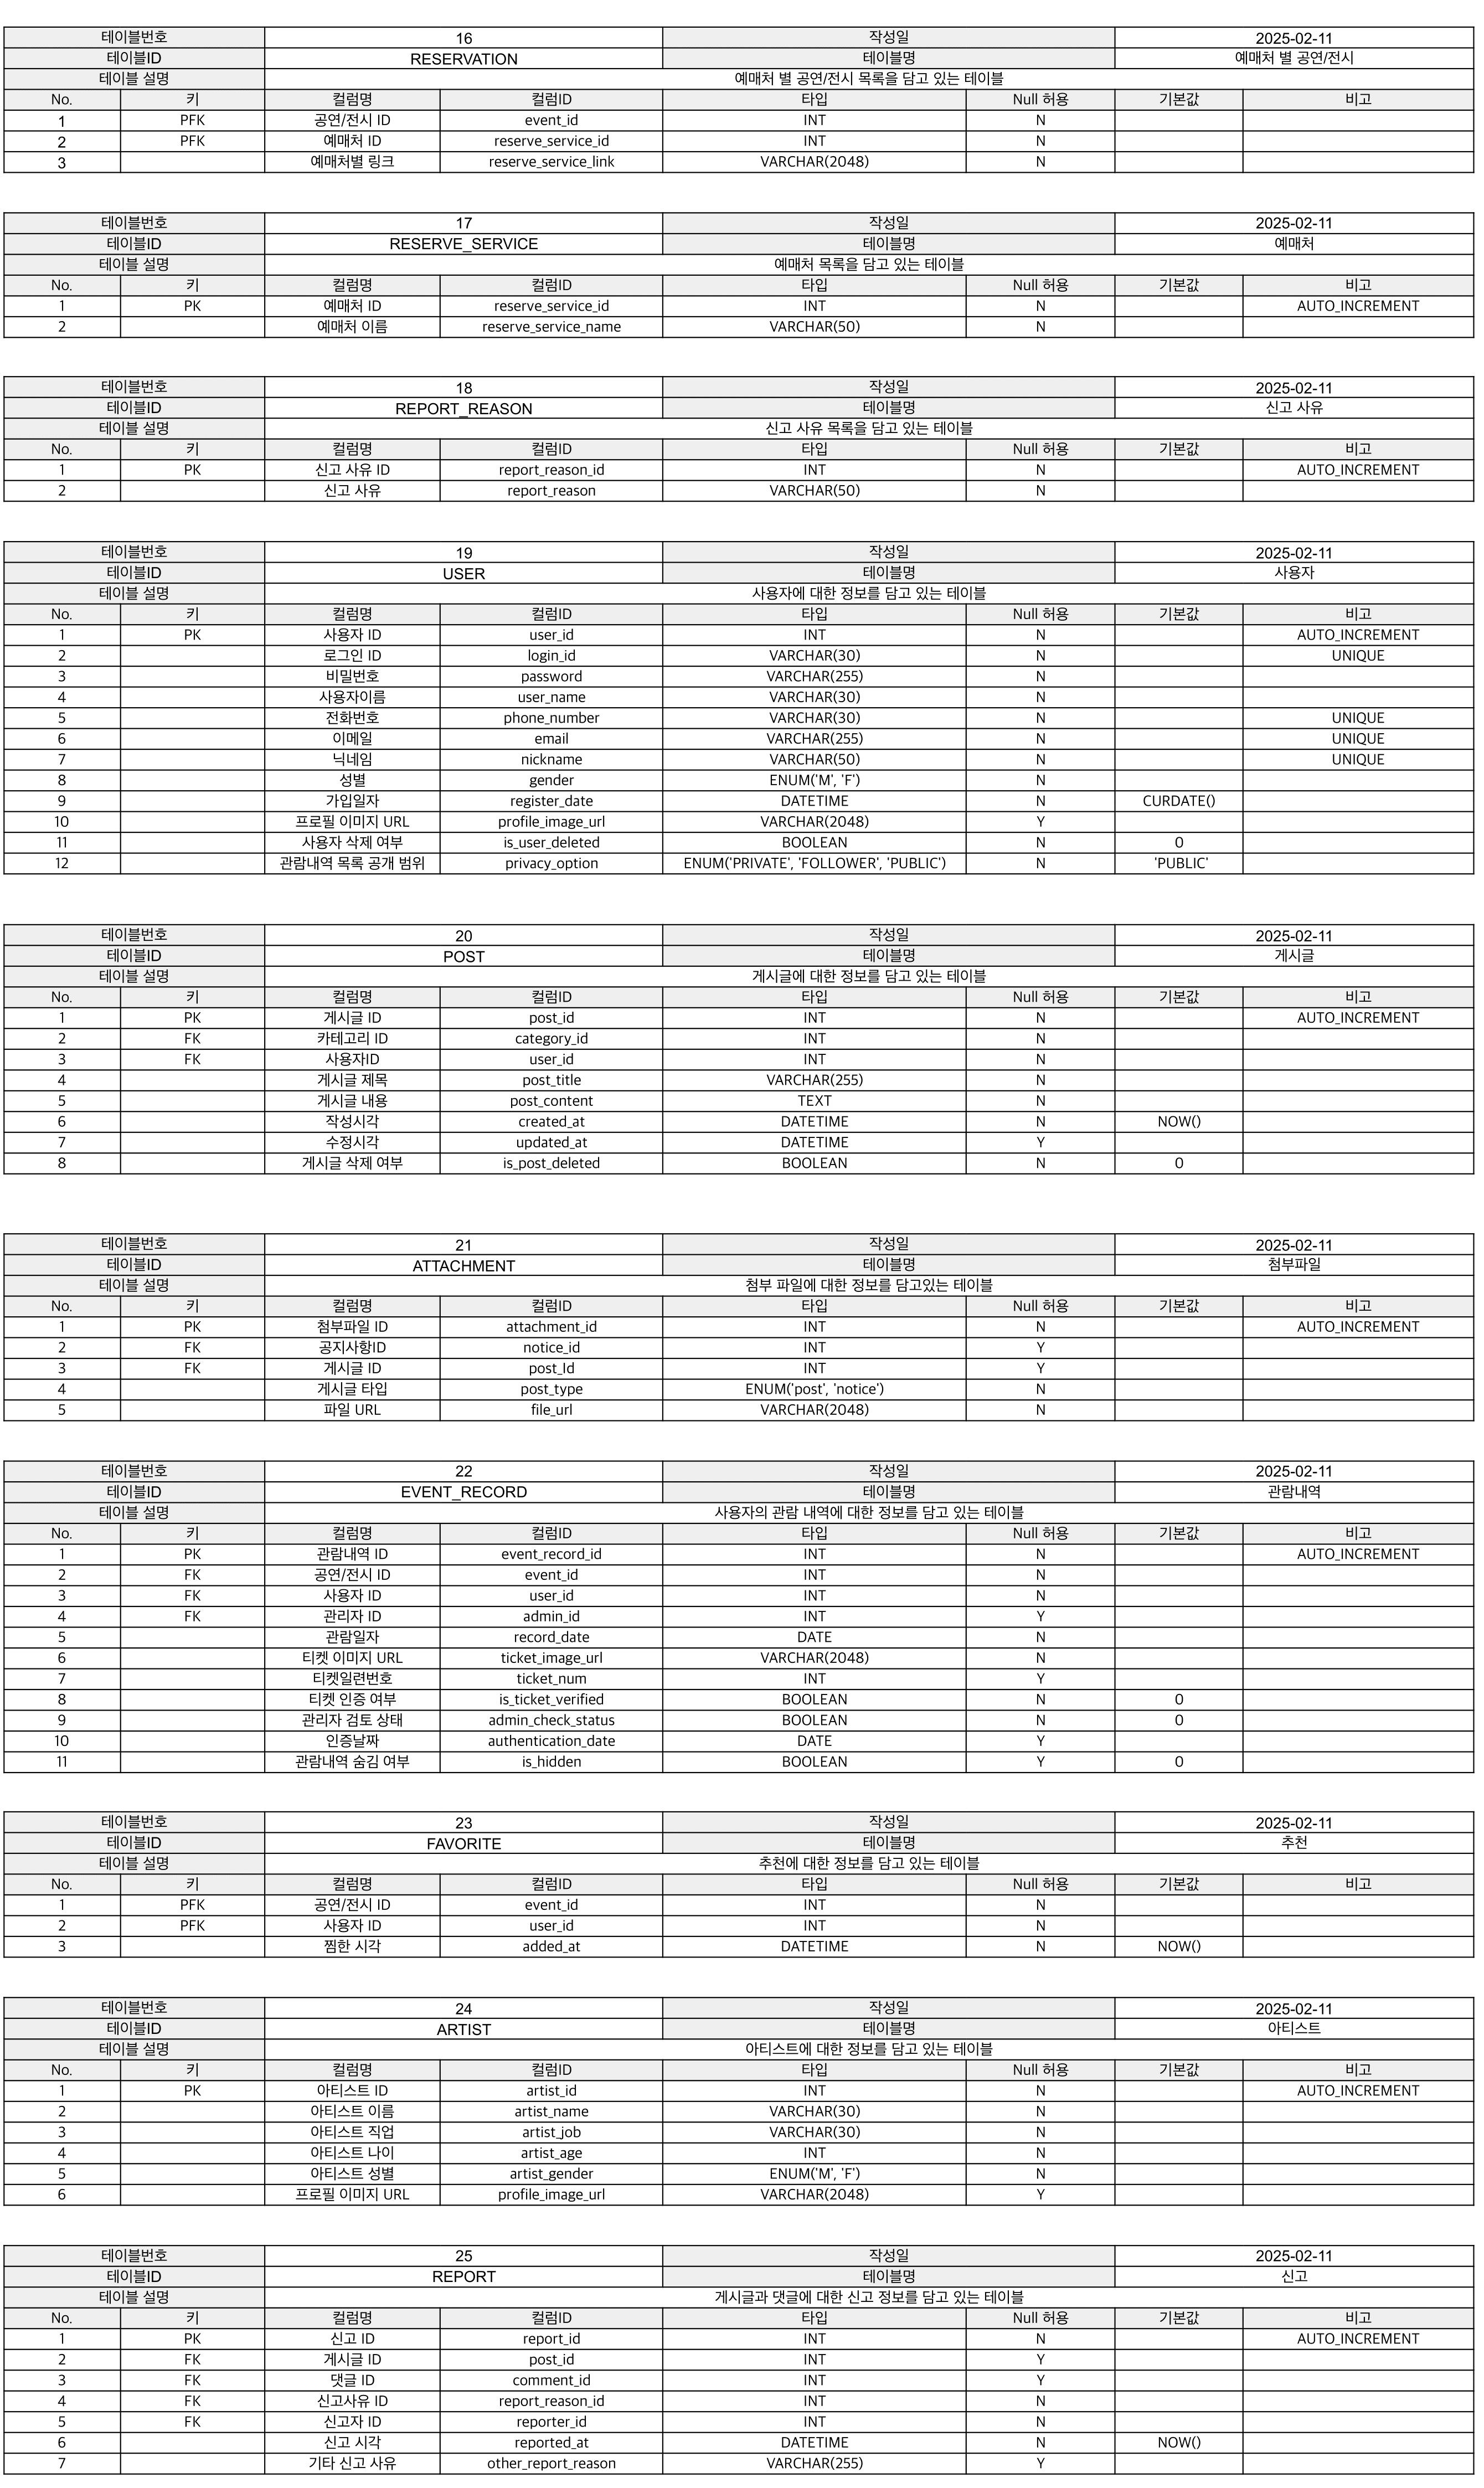 테이블번호 16 작성일 2025-02-11
테이블ID RESERVATION 테이블명 예매처 별 공연/전시
테이블 설명 예매처 별 공연/전시 목록을 담고 있는 테이블
No. 키 컬럼명 컬럼ID 타입 Null 허용 기본값 비고
1 PFK 공연/전시 ID event_id INT N
2 PFK 예매처 ID reserve_service_id INT N
3 예매처별 링크 reserve_service_link VARCHAR(2048) N
테이블번호 17 작성일 2025-02-11
테이블ID RESERVE_SERVICE 테이블명 예매처
테이블 설명 예매처 목록을 담고 있는 테이블
No. 키 컬럼명 컬럼ID 타입 Null 허용 기본값 비고
1 PK 예매처 ID reserve_service_id INT N AUTO_INCREMENT
2 예매처 이름 reserve_service_name VARCHAR(50) N
테이블번호 18 작성일 2025-02-11
테이블ID REPORT_REASON 테이블명 신고 사유
테이블 설명 신고 사유 목록을 담고 있는 테이블
No. 키 컬럼명 컬럼ID 타입 Null 허용 기본값 비고
1 PK 신고 사유 ID report_reason_id INT N AUTO_INCREMENT
2 신고 사유 report_reason VARCHAR(50) N
테이블번호 19 작성일 2025-02-11
테이블ID USER 테이블명 사용자
테이블 설명 사용자에 대한 정보를 담고 있는 테이블
No. 키 컬럼명 컬럼ID 타입 Null 허용 기본값 비고
1 PK 사용자 ID user_id INT N AUTO_INCREMENT
2 로그인 ID login_id VARCHAR(30) N UNIQUE
3 비밀번호 password VARCHAR(255) N
4 사용자이름 user_name VARCHAR(30) N
5 전화번호 phone_number VARCHAR(30) N UNIQUE
6 이메일 email VARCHAR(255) N UNIQUE
7 닉네임 nickname VARCHAR(50) N UNIQUE
8 성별 gender ENUM('M', 'F') N
9 가입일자 register_date DATETIME N CURDATE()
10 프로필 이미지 URL profile_image_url VARCHAR(2048) Y
11 사용자 삭제 여부 is_user_deleted BOOLEAN N 0
12 관람내역 목록 공개 범위 privacy_option ENUM('PRIVATE', 'FOLLOWER', 'PUBLIC') N 'PUBLIC'
테이블번호 20 작성일 2025-02-11
테이블ID POST 테이블명 게시글
테이블 설명 게시글에 대한 정보를 담고 있는 테이블
No. 키 컬럼명 컬럼ID 타입 Null 허용 기본값 비고
1 PK 게시글 ID post_id INT N AUTO_INCREMENT
2 FK 카테고리 ID category_id INT N
3 FK 사용자ID user_id INT N
4 게시글 제목 post_title VARCHAR(255) N
5 게시글 내용 post_content TEXT N
6 작성시각 created_at DATETIME N NOW()
7 수정시각 updated_at DATETIME Y
8 게시글 삭제 여부 is_post_deleted BOOLEAN N 0
테이블번호 21 작성일 2025-02-11
테이블ID ATTACHMENT 테이블명 첨부파일
테이블 설명 첨부 파일에 대한 정보를 담고있는 테이블
No. 키 컬럼명 컬럼ID 타입 Null 허용 기본값 비고
1 PK 첨부파일 ID attachment_id INT N AUTO_INCREMENT
2 FK 공지사항ID notice_id INT Y
3 FK 게시글 ID post_Id INT Y
4 게시글 타입 post_type ENUM('post', 'notice') N
5 파일 URL file_url VARCHAR(2048) N
테이블번호 22 작성일 2025-02-11
테이블ID EVENT_RECORD 테이블명 관람내역
테이블 설명 사용자의 관람 내역에 대한 정보를 담고 있는 테이블
No. 키 컬럼명 컬럼ID 타입 Null 허용 기본값 비고
1 PK 관람내역 ID event_record_id INT N AUTO_INCREMENT
2 FK 공연/전시 ID event_id INT N
3 FK 사용자 ID user_id INT N
4 FK 관리자 ID admin_id INT Y
5 관람일자 record_date DATE N
6 티켓 이미지 URL ticket_image_url VARCHAR(2048) N
7 티켓일련번호 ticket_num INT Y
8 티켓 인증 여부 is_ticket_verified BOOLEAN N 0
9 관리자 검토 상태 admin_check_status BOOLEAN N 0
10 인증날짜 authentication_date DATE Y
11 관람내역 숨김 여부 is_hidden BOOLEAN Y 0
테이블번호 23 작성일 2025-02-11
테이블ID FAVORITE 테이블명 추천
테이블 설명 추천에 대한 정보를 담고 있는 테이블
No. 키 컬럼명 컬럼ID 타입 Null 허용 기본값 비고
1 PFK 공연/전시 ID event_id INT N
2 PFK 사용자 ID user_id INT N
3 찜한 시각 added_at DATETIME N NOW()
테이블번호 24 작성일 2025-02-11
테이블ID ARTIST 테이블명 아티스트
테이블 설명 아티스트에 대한 정보를 담고 있는 테이블
No. 키 컬럼명 컬럼ID 타입 Null 허용 기본값 비고
1 PK 아티스트 ID artist_id INT N AUTO_INCREMENT
2 아티스트 이름 artist_name VARCHAR(30) N
3 아티스트 직업 artist_job VARCHAR(30) N
4 아티스트 나이 artist_age INT N
5 아티스트 성별 artist_gender ENUM('M', 'F') N
6 프로필 이미지 URL profile_image_url VARCHAR(2048) Y
테이블번호 25 작성일 2025-02-11
테이블ID REPORT 테이블명 신고
테이블 설명 게시글과 댓글에 대한 신고 정보를 담고 있는 테이블
No. 키 컬럼명 컬럼ID 타입 Null 허용 기본값 비고
1 PK 신고 ID report_id INT N AUTO_INCREMENT
2 FK 게시글 ID post_id INT Y
3 FK 댓글 ID comment_id INT Y
4 FK 신고사유 ID report_reason_id INT N
5 FK 신고자 ID reporter_id INT N
6 신고 시각 reported_at DATETIME N NOW()
7 기타 신고 사유 other_report_reason VARCHAR(255) Y